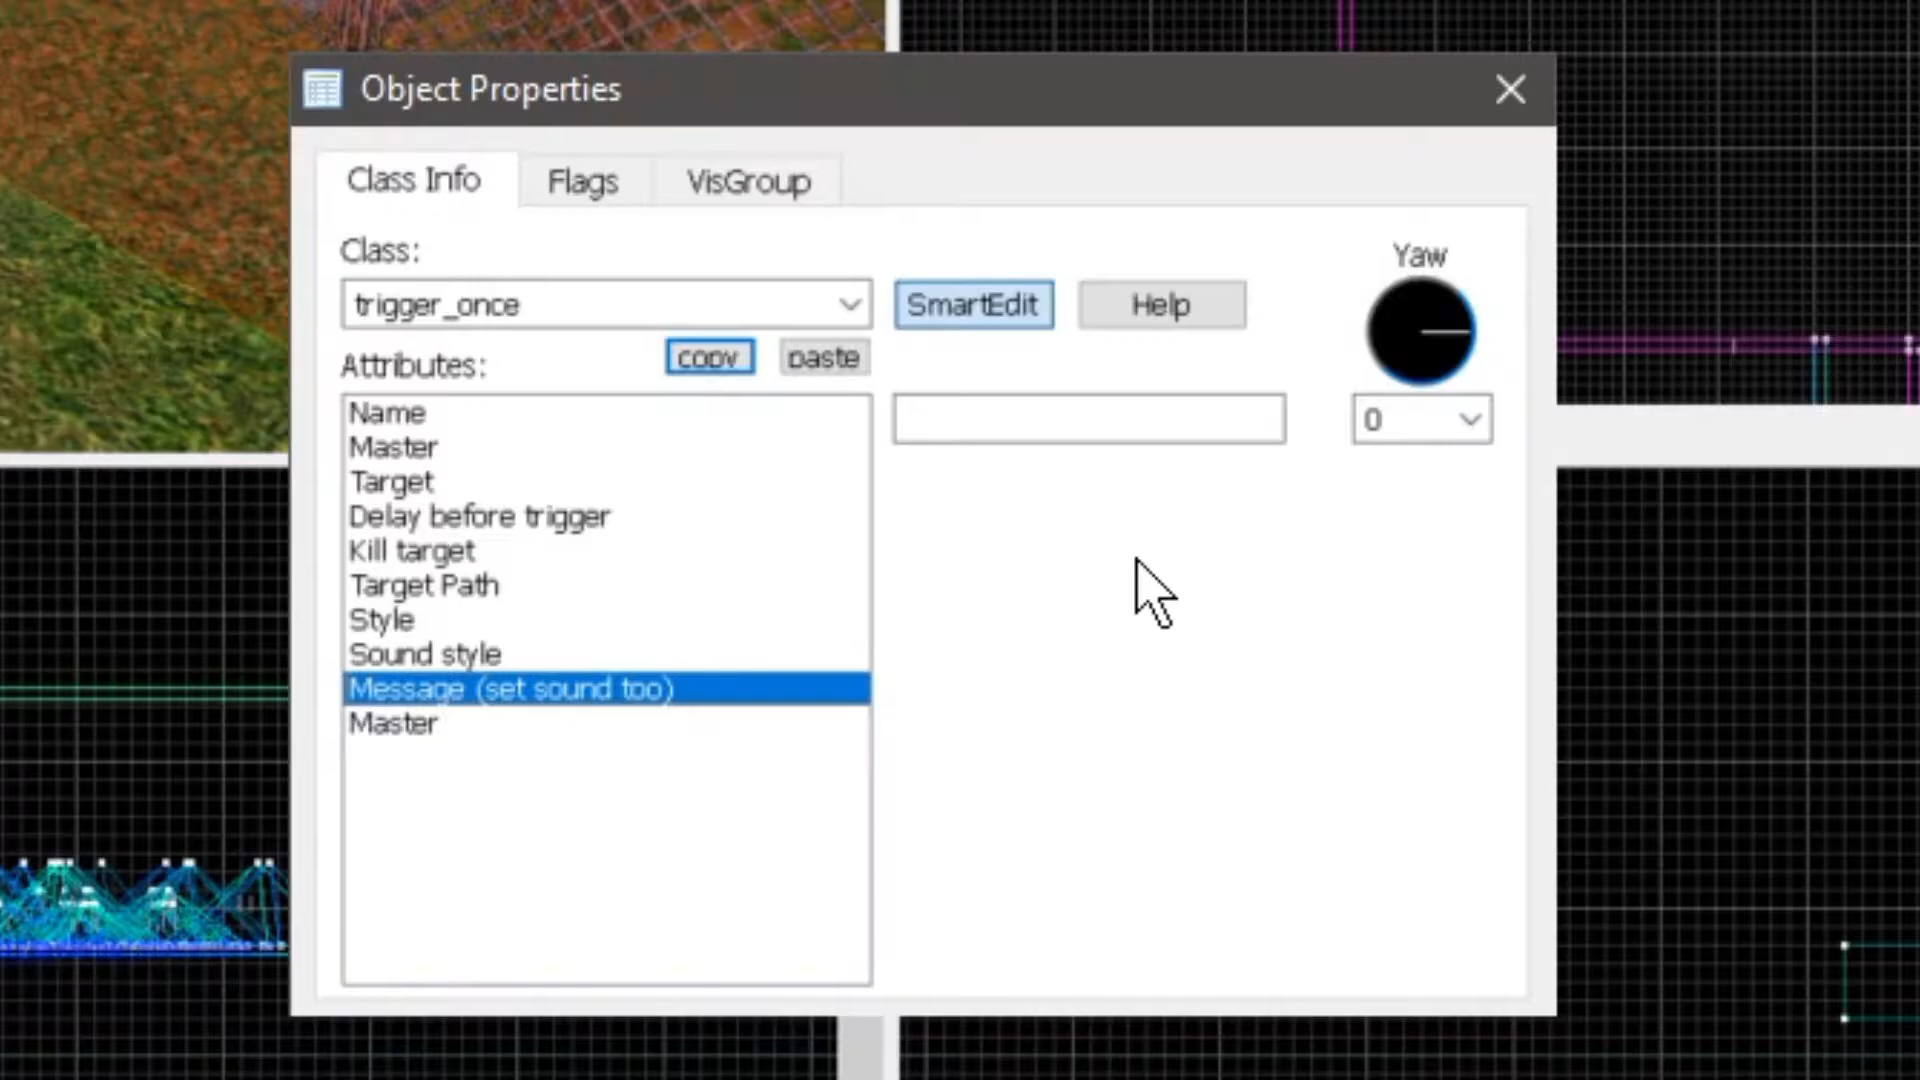 Object Properties
Class Info
Flags
VisGroup
Class:
Yaw
trigger_once
SmartEdit
Help
Attributes:
copy
paste
Name
0
Master
Target
Delay before trigger
Kill target
Target Path
Style
Sound style
Message (set sound too)
Master